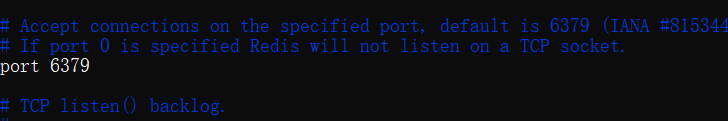 # Accept connections on the specified port, default is 6379 (IANA #815344
# If port 0 is specified Redis will not listen on a TCP socket.
port 6379
# TCP listen() backlog.
#